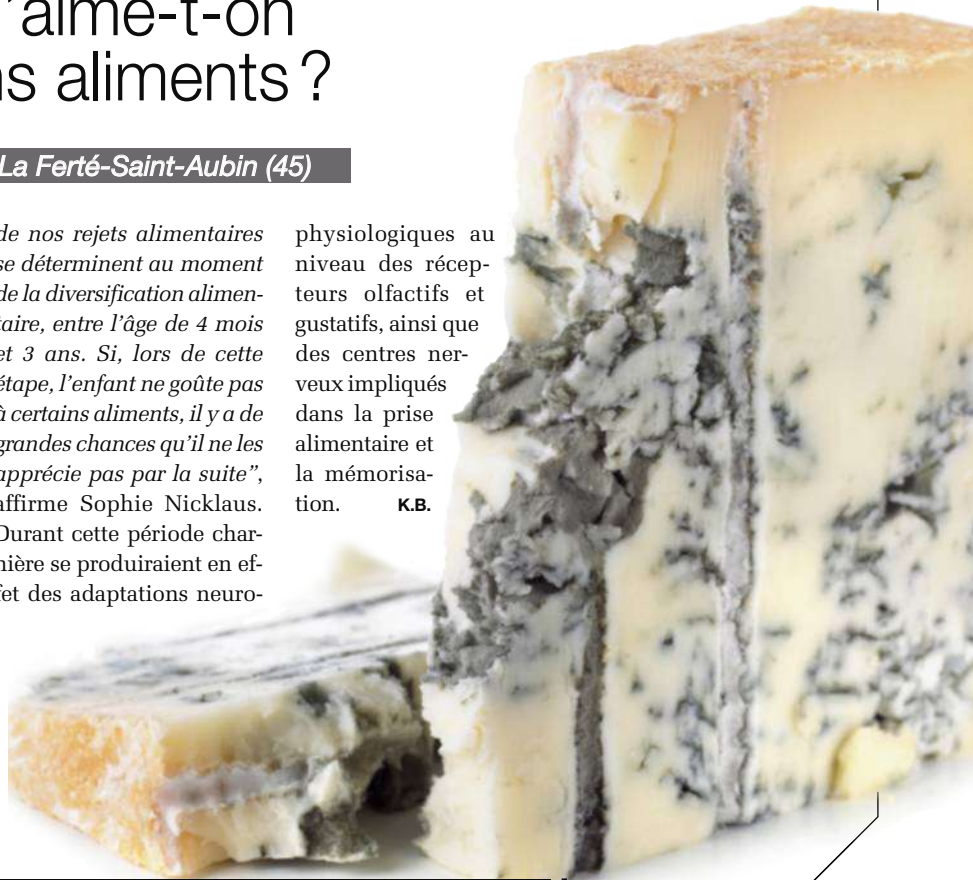 'aime-t-on
ns aliments ?
La Ferté-Saint-Aubin (45)
de nos rejets alimentaires
se déterminent au moment
de la diversification alimen-
taire, entre l'âge de 4 mois
et 3 ans. Si, lors de cette
étape, l'enfant ne goûte pas
à certains aliments, il y a de
grandes chances qu'il ne les
apprécie pas par la suite”,
affirme Sophie Nicklaus.
Durant cette période char-
nière se produiraient en ef-
fet des adaptations neuro-
physiologiques au
niveau des récep-
teurs olfactifs et
gustatifs, ainsi que
des centres ner-
veux impliqués
dans la prise
alimentaire et
la mémorisa-
tion. K.B.